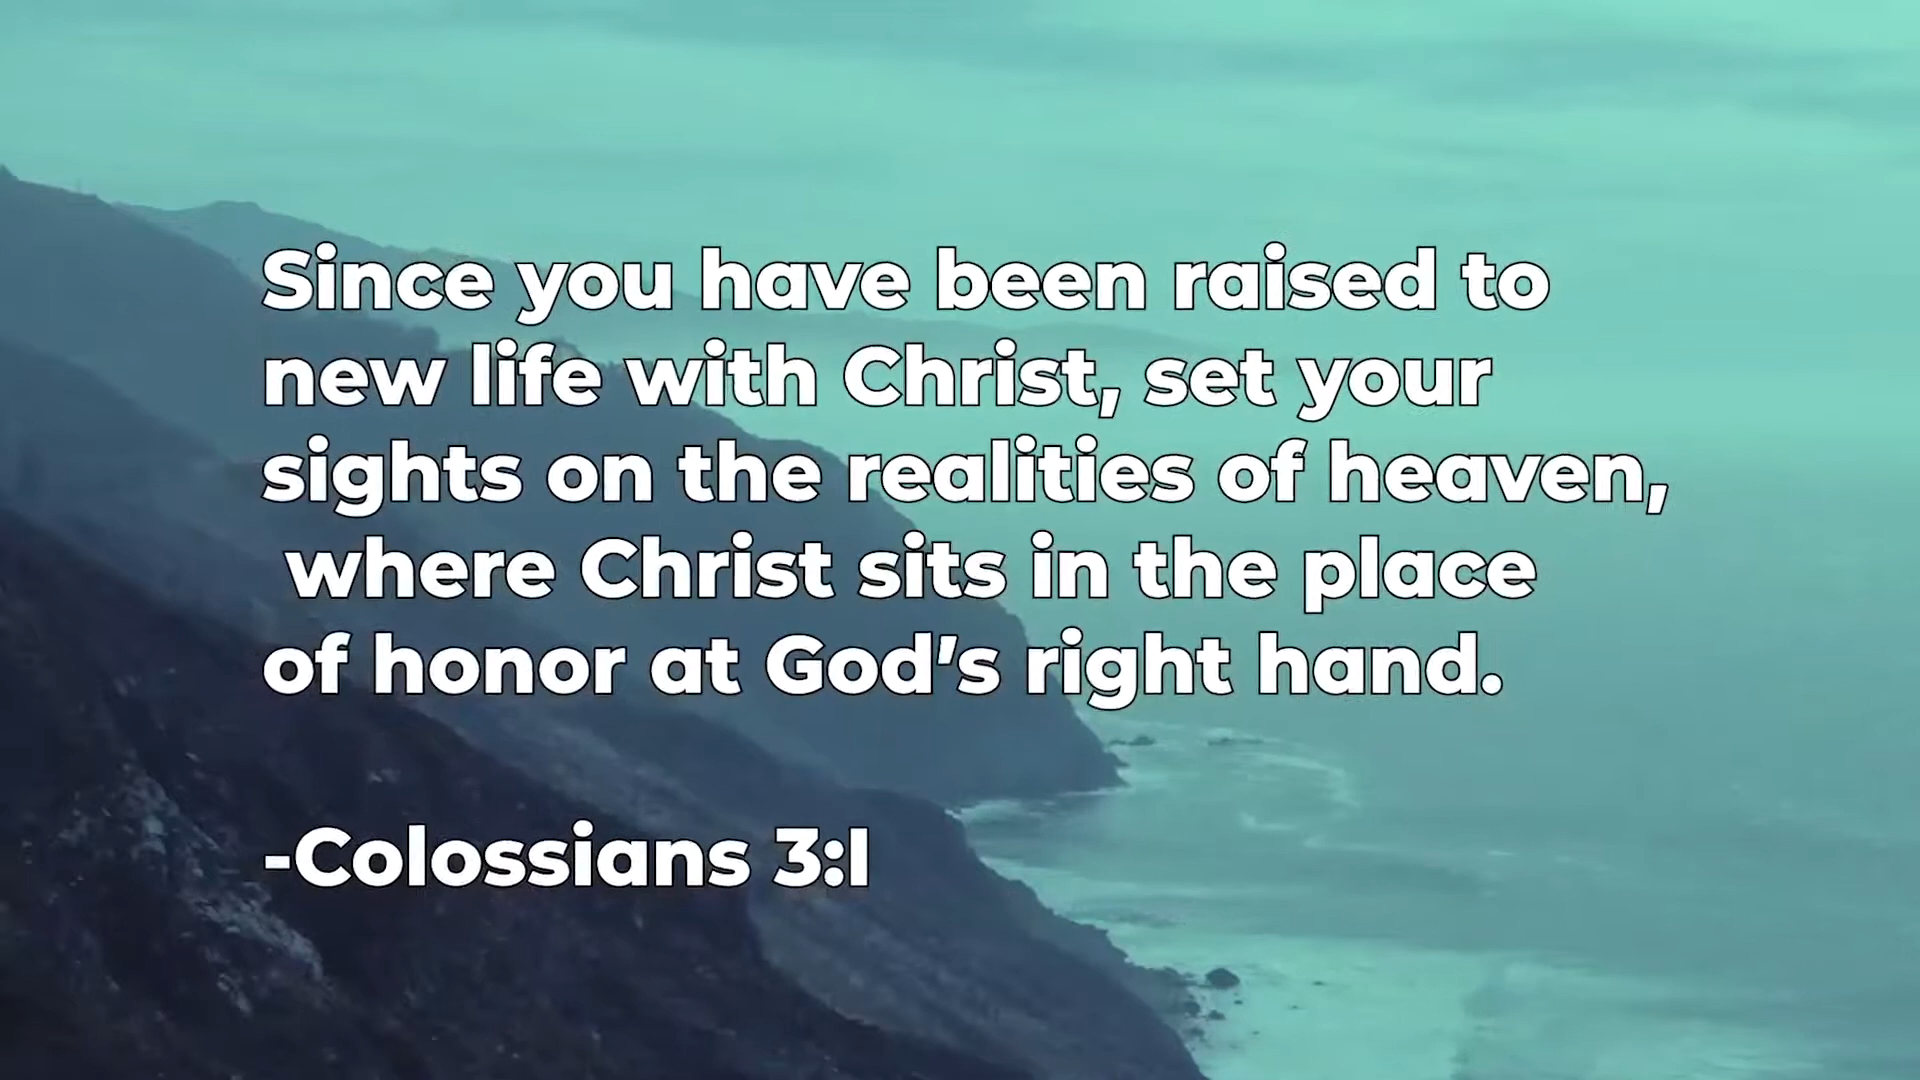 Since you have been raised to
new life with Christ, set your
sights on the realities of heaven,
where Christ sits in the place
of honor at God’s right hand.
-Colossians 3:1